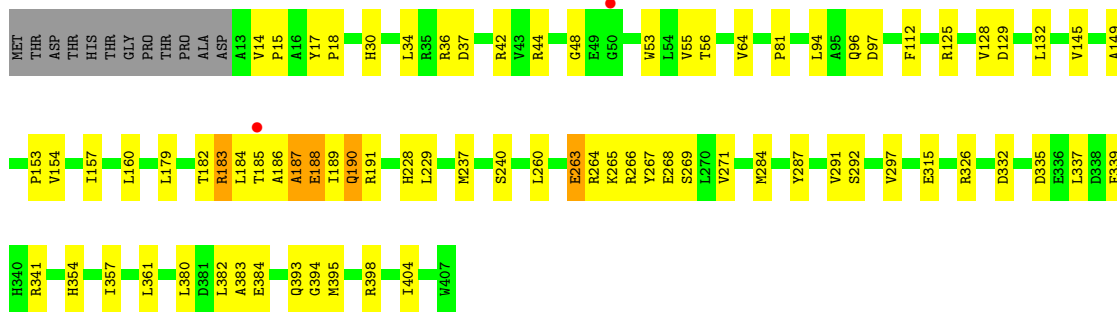 MET THR ASP THR HIS THR GLY PRO THR PRO ALA ASP A13 V14 P15 A16 Y17 P18 H30 L34 R35 R36 D37 R42 V43 R44 G48 E49 G50 W53 L54 V55 T56 V64 P81 L94 A95 Q96 D97 F112 R125 V128 D129 L132 V145 A149
P153 V154 I157 L160 L179 T182 R183 L184 T185 A186 A187 E188 I189 Q190 R191 H228 L229 M237 S240 L260 E263 R264 K265 R266 Y267 E268 S269 L270 V271 M284 Y287 V291 S292 V297 E315 R326 D332 D335 E336 L337 D338 E339
H340 R341 H354 I357 L361 L380 D381 L382 A383 E384 Q393 G394 M395 R398 I404 W407